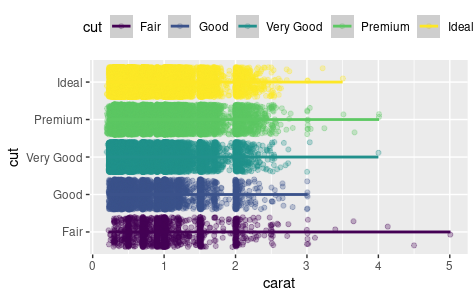 cut Fair Good Very Good Premium Ideal
Ideal
Premium
Very Good
Good
Fair
cut
0 1 2 3 4 5
carat